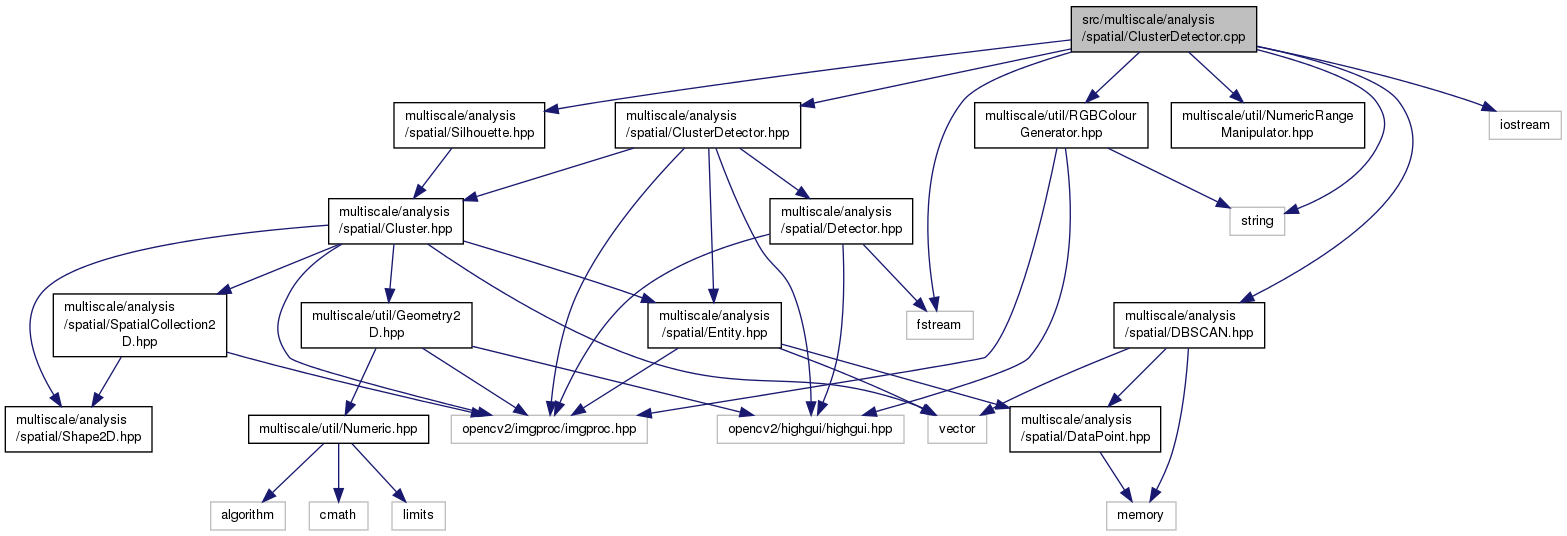 src/multiscale/analysis
/spatial/ClusterDetector.cpp
multiscale/analysis
/spatial/Silhouette.hpp
multiscale/analysis
/spatial/ClusterDetector.hpp
multiscale/util/RGBColour
Generator.hpp
multiscale/util/NumericRange
Manipulator.hpp
iostream
multiscale/analysis
/spatial/Cluster.hpp
multiscale/analysis
/spatial/Detector.hpp
string
multiscale/analysis
/spatial/SpatialCollection2
D.hpp
multiscale/util/Geometry2
D.hpp
multiscale/analysis
/spatial/Entity.hpp
fstream
multiscale/analysis
/spatial/DBSCAN.hpp
multiscale/analysis
/spatial/Shape2D.hpp
multiscale/util/Numeric.hpp
opencv2/imgproc/imgproc.hpp
opencv2/highgui/highgui.hpp
vector
multiscale/analysis
/spatial/DataPoint.hpp
algorithm
cmath
limits
memory